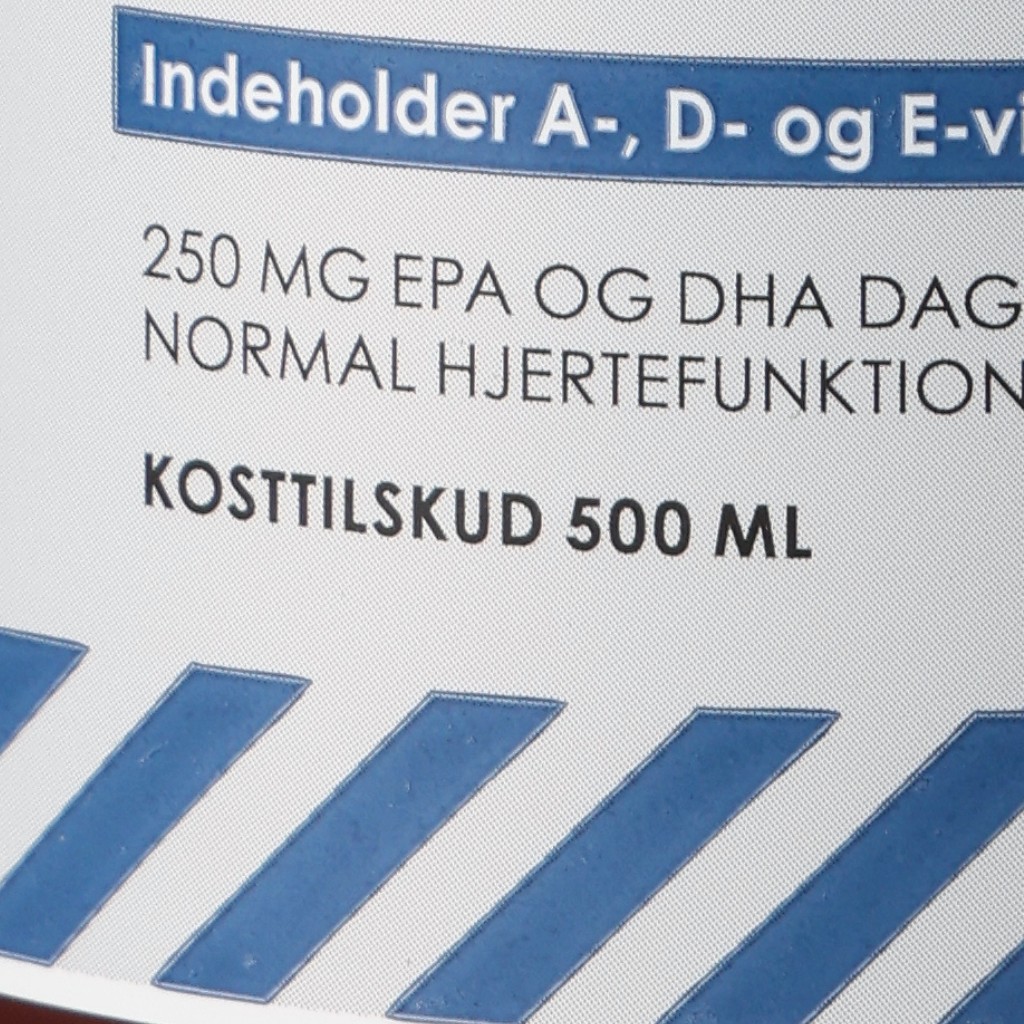 Indeholder A-, D- og E-vi
250 MG EPA OG DHA DAG
NORMAL HJERTEFUNKTION
KOSTTILSKUD 500 ML